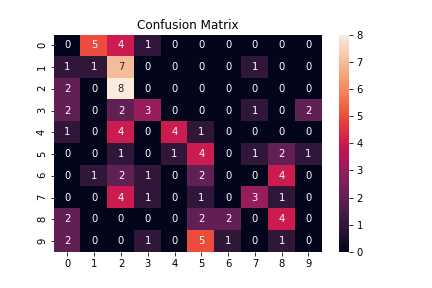 Confusion Matrix
0 0 5 4 1 0 0 0 0 0 0
1 1 1 7 0 0 0 0 1 0 0
2 2 0 8 0 0 0 0 0 0 0
3 2 0 2 3 0 0 0 1 0 2
4 1 0 4 0 4 1 0 0 0 0
5 0 0 1 0 1 4 0 1 2 1
6 0 1 2 1 0 2 0 0 4 0
7 0 0 4 1 0 1 0 3 1 0
8 2 0 0 0 0 2 2 0 4 0
9 2 0 0 1 0 5 1 0 1 0
0 1 2 3 4 5 6 7 8 9
8
7
6
5
4
3
2
1
0